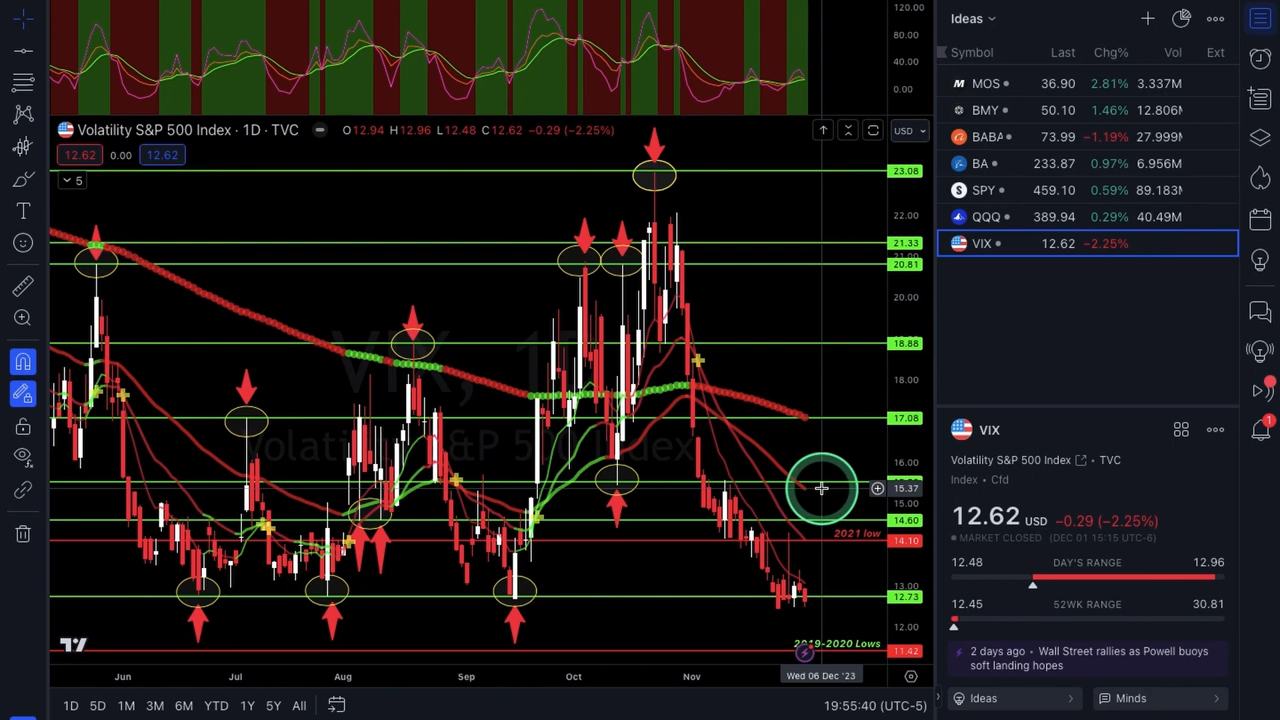 120.00
80.00
40.00
0.00
Volatility S&P 500 Index · 1D · TVC
O12.94 H12.96 L12.48 C12.62 −0.29 (−2.25%)
USD
12.62 0.00 12.62
5
23.08
22.00
21.33
20.81
20.00
18.88
18.00
17.08
16.00
15.37
15.00
14.60
2021 low
14.10
13.00
12.73
12.00
2019-2020 Lows
11.42
VIX, 1D
Volatility S&P 500 Index
Jun Jul Aug Sep Oct Nov Wed 06 Dec '23
1D 5D 1M 3M 6M YTD 1Y 5Y All
19:55:40 (UTC-5)
Ideas
Symbol Last Chg% Vol Ext
MOS 36.90 2.81% 3.337M
BMY 50.10 1.46% 12.806M
BABA 73.99 −1.19% 27.999M
BA 233.87 0.97% 6.956M
SPY 459.10 0.59% 89.183M
QQQ 389.94 0.29% 40.49M
VIX 12.62 −2.25%
1
VIX
Volatility S&P 500 Index · TVC
Index · Cfd
12.62 USD −0.29 (−2.25%)
MARKET CLOSED (DEC 01 15:15 UTC-6)
12.48 DAY'S RANGE 12.96
12.45 52WK RANGE 30.81
2 days ago · Wall Street rallies as Powell buoys
soft landing hopes
Ideas
Minds